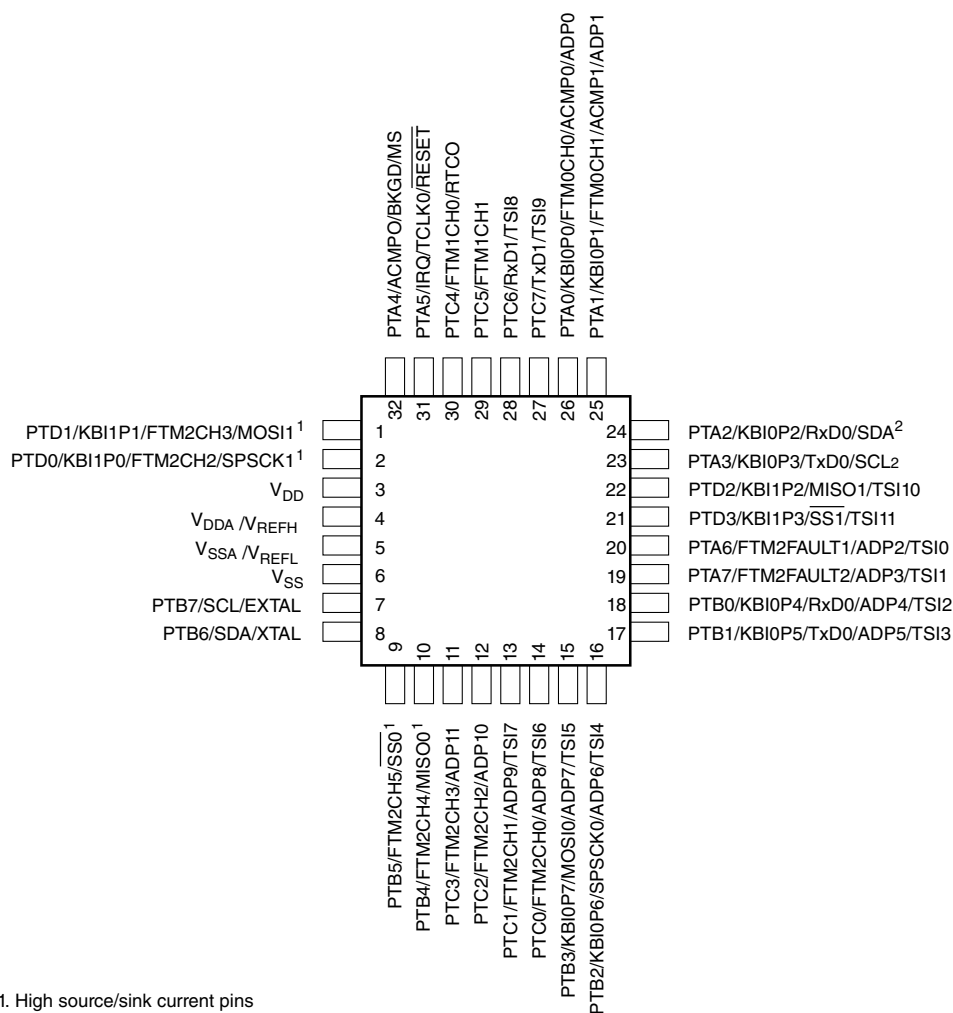 PTA4/ACMPO/BKGD/MS
PTA5/IRQ/TCLK0/RESET
PTC4/FTM1CH0/RTCO
PTC5/FTM1CH1
PTC6/RxD1/TSI8
PTC7/TxD1/TSI9
PTA0/KBI0P0/FTM0CH0/ACMP0/ADP0
PTA1/KBI0P1/FTM0CH1/ACMP1/ADP1
32 31 30 29 28 27 26 25
PTD1/KBI1P1/FTM2CH3/MOSI1¹ 1
PTD0/KBI1P0/FTM2CH2/SPSCK1¹ 2
VDD 3
VDDA /VREFH 4
VSSA /VREFL 5
VSS 6
PTB7/SCL/EXTAL 7
PTB6/SDA/XTAL 8
24 PTA2/KBI0P2/RxD0/SDA²
23 PTA3/KBI0P3/TxD0/SCL2
22 PTD2/KBI1P2/MISO1/TSI10
21 PTD3/KBI1P3/SS1/TSI11
20 PTA6/FTM2FAULT1/ADP2/TSI0
19 PTA7/FTM2FAULT2/ADP3/TSI1
18 PTB0/KBI0P4/RxD0/ADP4/TSI2
17 PTB1/KBI0P5/TxD0/ADP5/TSI3
9 10 11 12 13 14 15 16
PTB5/FTM2CH5/SS0¹
PTB4/FTM2CH4/MISO0¹
PTC3/FTM2CH3/ADP11
PTC2/FTM2CH2/ADP10
PTC1/FTM2CH1/ADP9/TSI7
PTC0/FTM2CH0/ADP8/TSI6
PTB3/KBI0P7/MOSI0/ADP7/TSI5
PTB2/KBI0P6/SPSCK0/ADP6/TSI4
1. High source/sink current pins